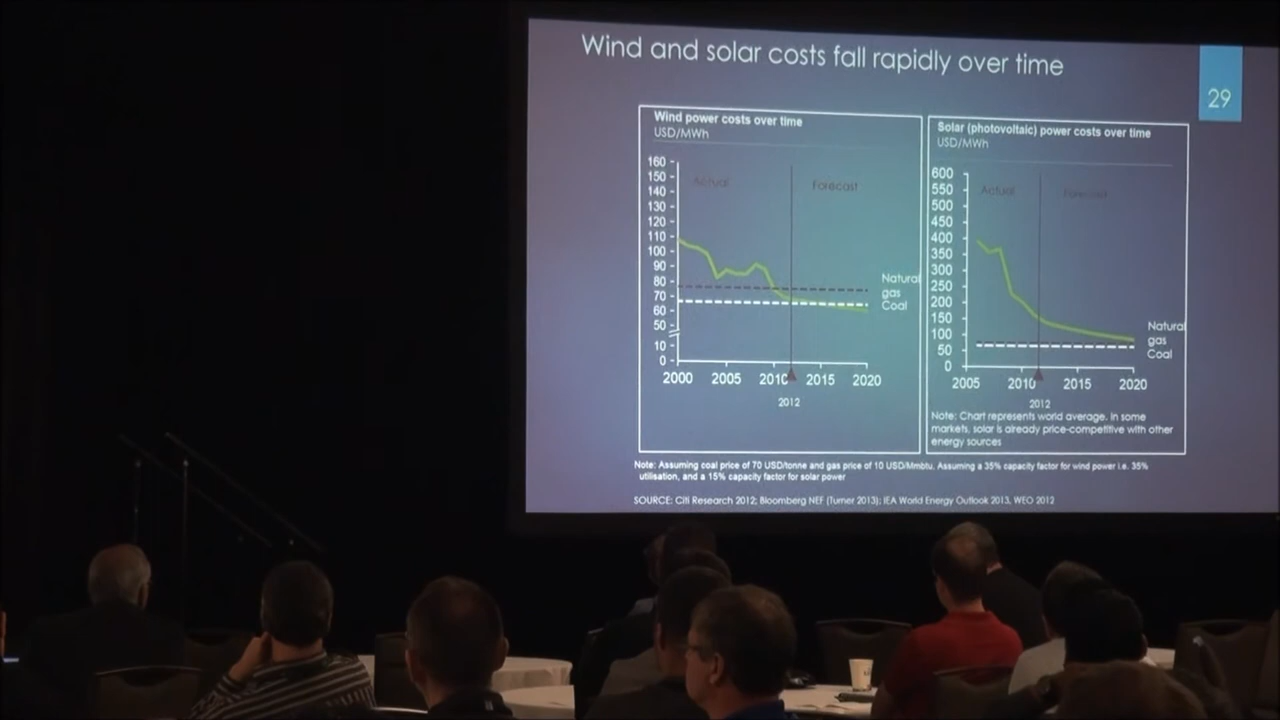 Wind and solar costs fall rapidly over time
29
Wind power costs over time
USD/MWh
160
150
140
130
120
110
100
90
80
70
60
50
10
0
Actual
Forecast
Natural
gas
Coal
2000 2005 2010 2015 2020
2012
Solar (photovoltaic) power costs over time
USD/MWh
600
550
500
450
400
350
300
250
200
150
100
50
0
Actual
Forecast
Natural
gas
Coal
2005 2010 2015 2020
2012
Note: Chart represents world average. In some
markets, solar is already price-competitive with other
energy sources
Note: Assuming coal price of 70 USD/tonne and gas price of 10 USD/Mmbtu. Assuming a 35% capacity factor for wind power i.e. 35%
utilisation, and a 15% capacity factor for solar power
SOURCE: Citi Research 2012; Bloomberg NEF (Turner 2013); IEA World Energy Outlook 2013, WEO 2012